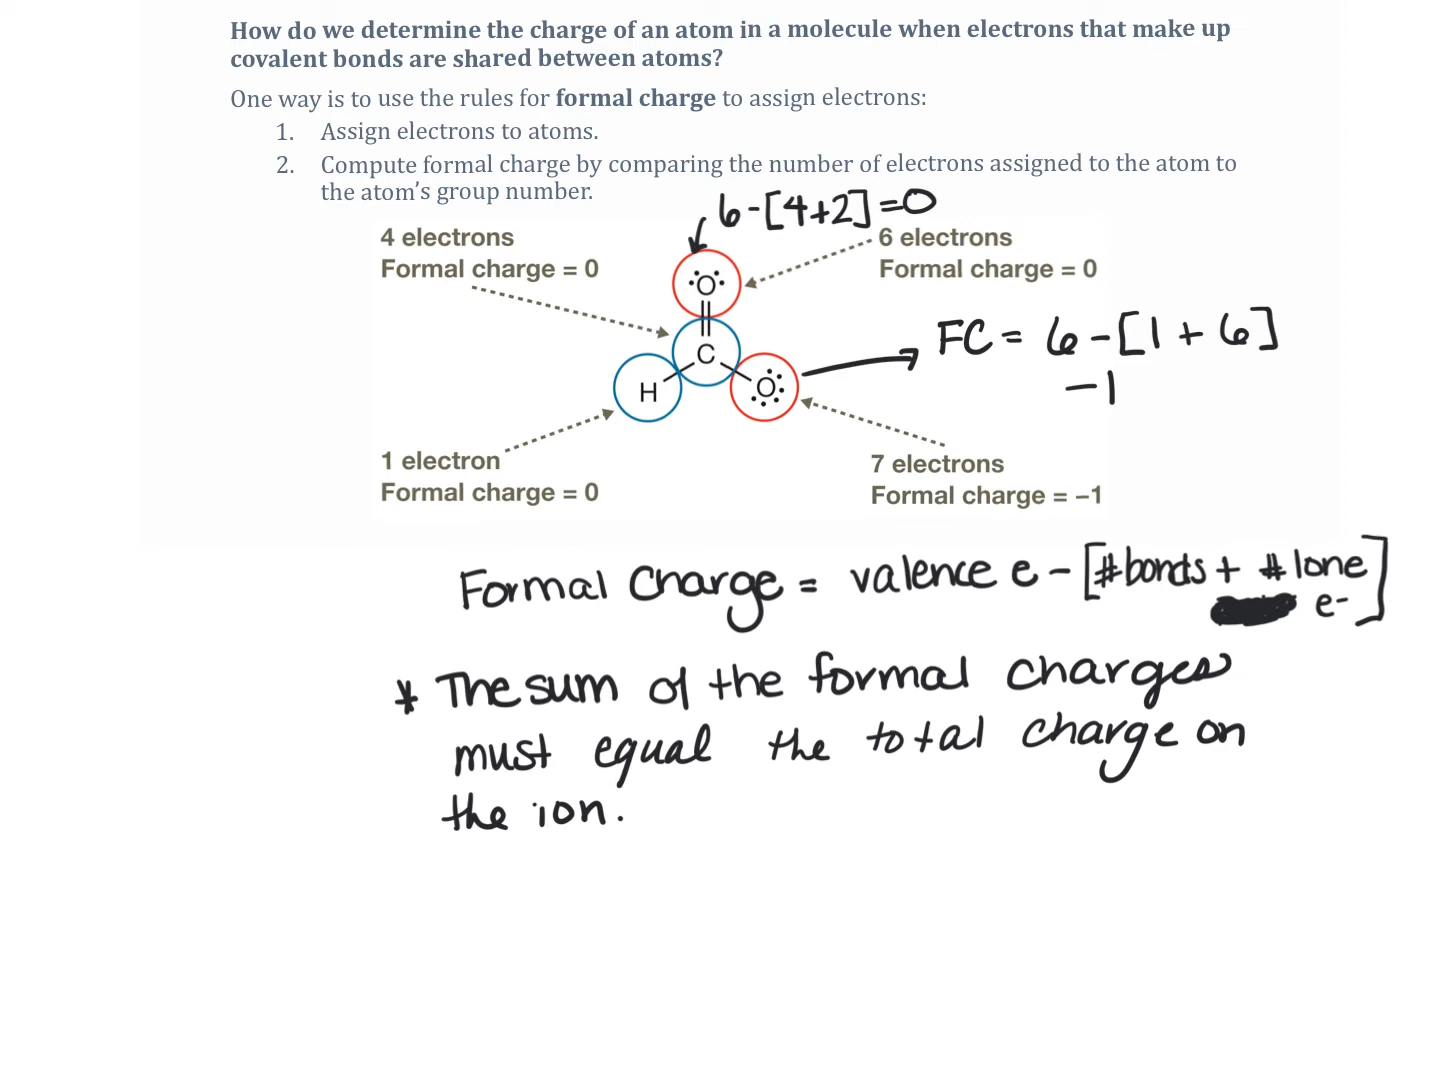 How do we determine the charge of an atom in a molecule when electrons that make up
covalent bonds are shared between atoms?
One way is to use the rules for formal charge to assign electrons:
1. Assign electrons to atoms.
2. Compute formal charge by comparing the number of electrons assigned to the atom to
the atom's group number.
6-[4+2]=0
4 electrons
Formal charge = 0
6 electrons
Formal charge = 0
O
C
H
O
FC = 6-[1+6]
-1
1 electron
Formal charge = 0
7 electrons
Formal charge = −1
Formal Charge = valence e - [#bonds + #lone
e-]
* The sum of the formal charges
must equal the total charge on
the ion.